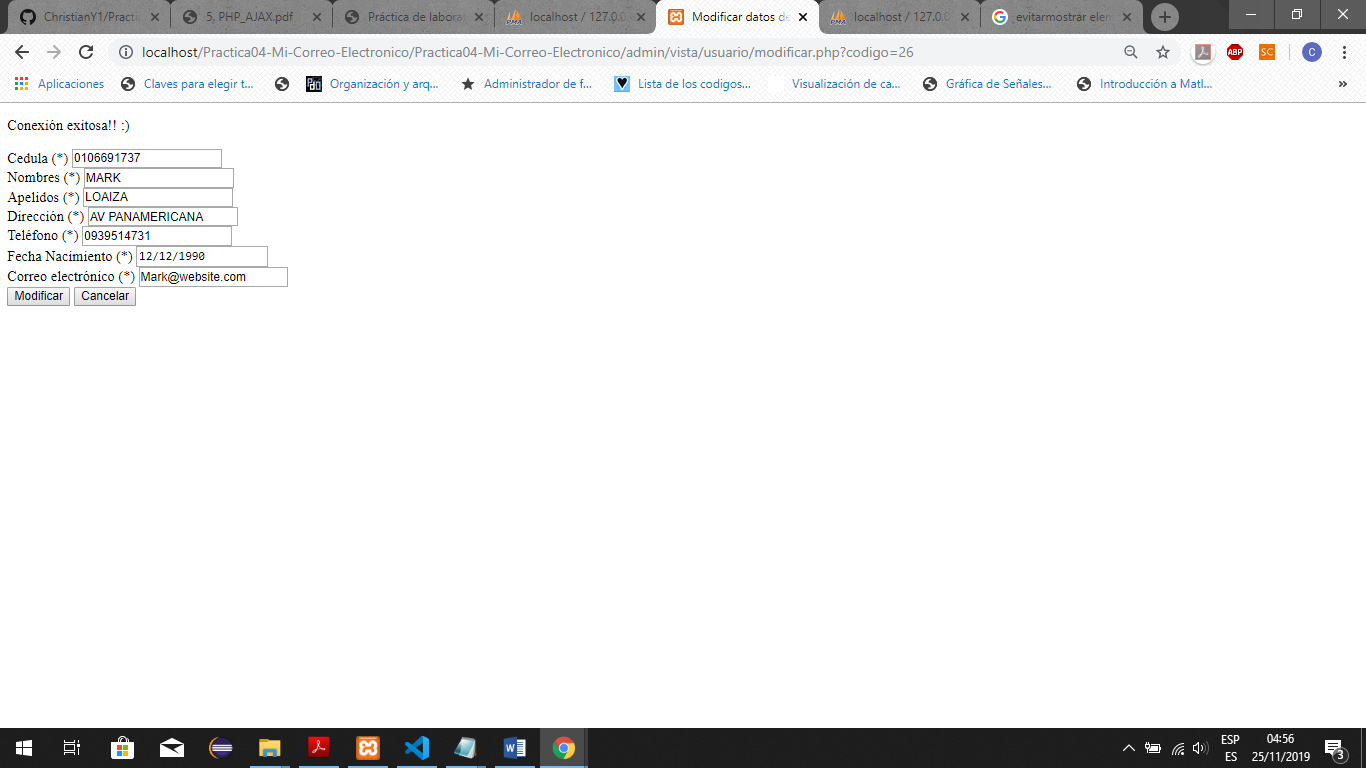 ChristianY1/Practi
5, PHP_AJAX.pdf
Práctica de laborat
localhost / 127.0.0
Modificar datos de
localhost / 127.0.0
evitarmostrar elem
localhost/Practica04-Mi-Correo-Electronico/Practica04-Mi-Correo-Electronico/admin/vista/usuario/modificar.php?codigo=26
ABP
SC
C
Aplicaciones
Claves para elegir t...
Organización y arq...
Administrador de f...
Lista de los codigos...
Visualización de ca...
Gráfica de Señales...
Introducción a Matl...
»
Conexión exitosa!! :)
Cedula (*) 0106691737
Nombres (*) MARK
Apelidos (*) LOAIZA
Dirección (*) AV PANAMERICANA
Teléfono (*) 0939514731
Fecha Nacimiento (*) 12/12/1990
Correo electrónico (*) Mark@website.com
Modificar Cancelar
ESP 04:56
ES 25/11/2019
3